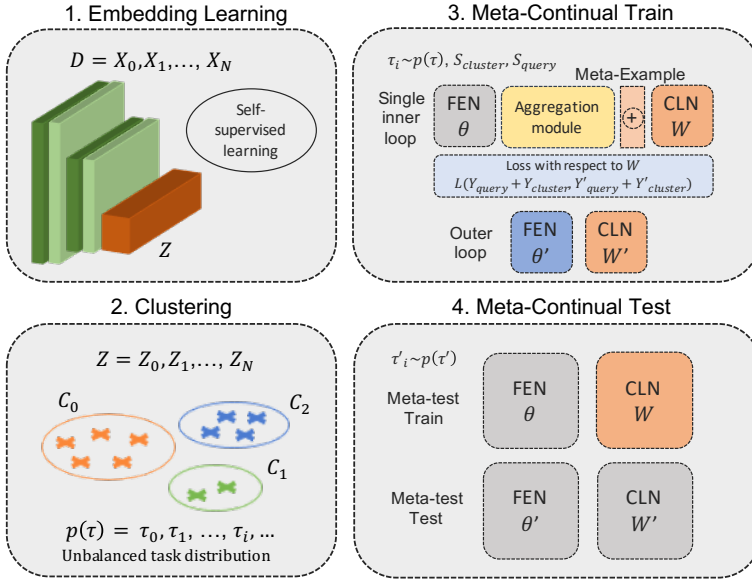 1. Embedding Learning
D = X₀,X₁,..., X_N
Self-
supervised
learning
Z
2. Clustering
Z = Z₀,Z₁,..., Z_N
C₀
C₂
C₁
p(τ) = τ₀, τ₁, ..., τᵢ, ...
Unbalanced task distribution
3. Meta-Continual Train
τᵢ~p(τ), S_cluster, S_query
Meta-Example
Single
inner
loop
FEN
θ
Aggregation
module
+
CLN
W
Loss with respect to W
L(Y_query + Y_cluster, Y'_query + Y'_cluster)
Outer
loop
FEN
θ'
CLN
W'
4. Meta-Continual Test
τ'ᵢ~p(τ')
Meta-test
Train
FEN
θ
CLN
W
Meta-test
Test
FEN
θ'
CLN
W'